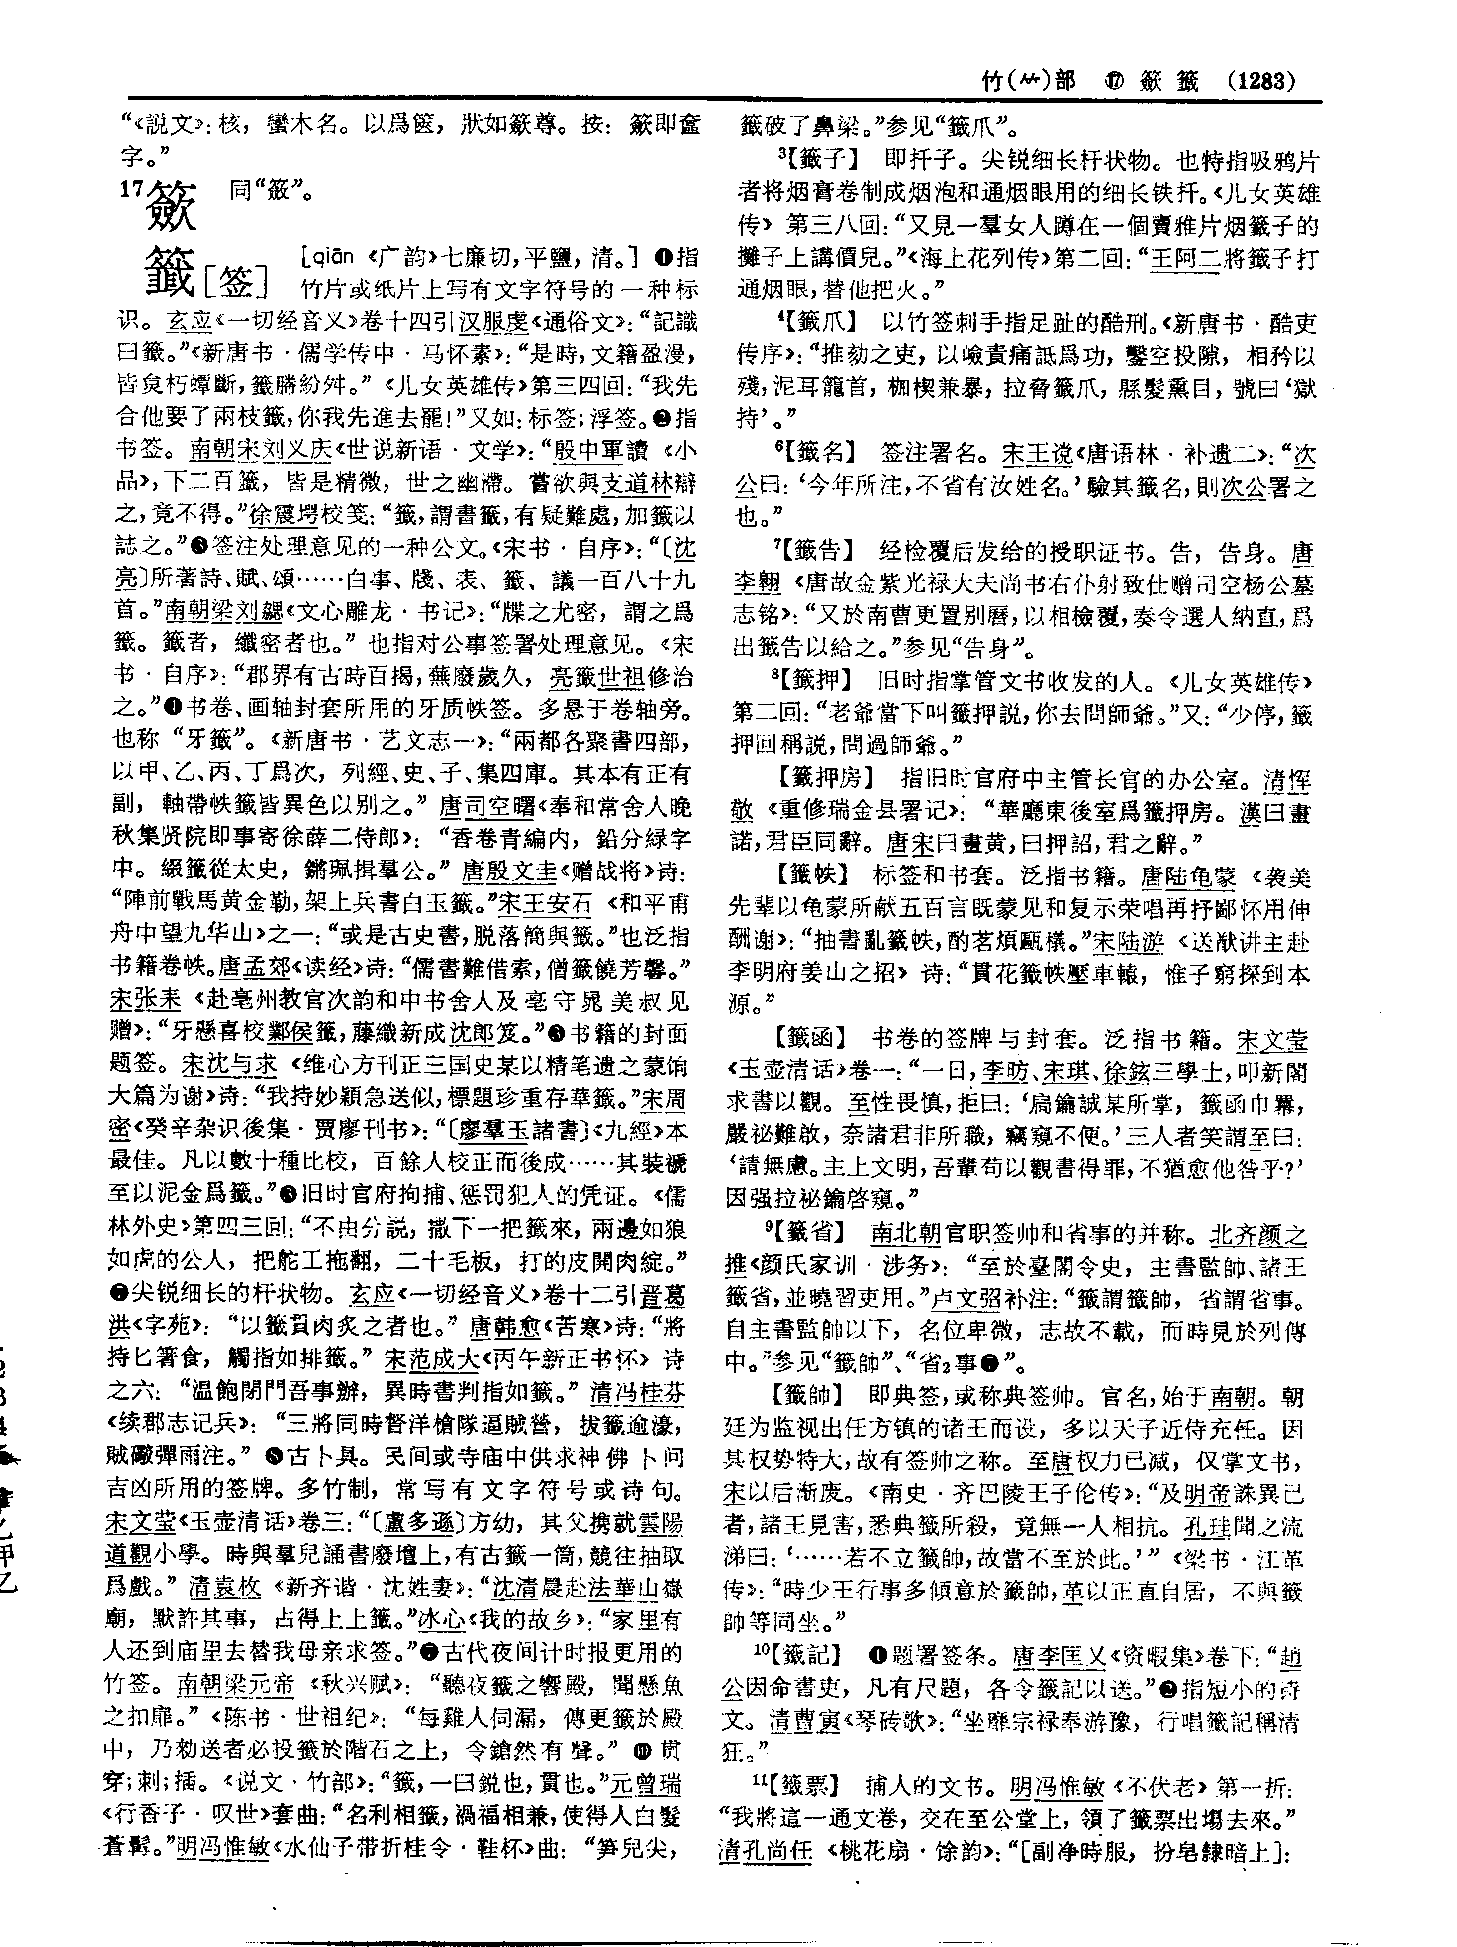 竹(⺮)部 ⓱ 籨 籤 (1283)
“《説文》：核，蠻木名。以爲篋，狀如籢尊。按：籢即奩
字。”
17 同“籢”。
籤[签] [qiān 《广韵》七廉切，平鹽，清。] ❶指
竹片或纸片上写有文字符号的一种标
识。玄应《一切经音义》卷十四引汉服虔《通俗文》：“記識
曰籤。”《新唐书·儒学传中·马怀素》：“是時，文籍盈漫，
皆炱朽蟫斷，籤幐紛舛。”《儿女英雄传》第三四回：“我先
合他要了兩枝籤，你我先進去罷！”又如：标签；浮签。❷指
书签。南朝宋刘义庆《世说新语·文学》：“殷中軍讀《小
品》，下二百籤，皆是精微，世之幽滯。嘗欲與支道林辯
之，竟不得。”徐震堮校笺：“籤，謂書籤，有疑難處，加籤以
誌之。”❸签注处理意见的一种公文。《宋书·自序》：“〔沈
亮〕所著詩、賦、頌……白事、牋、表、籤、議一百八十九
首。”南朝梁刘勰《文心雕龙·书记》：“牒之尤密，謂之爲
籤。籤者，纖密者也。”也指对公事签署处理意见。《宋
书·自序》：“郡界有古時百揭，蕪廢歲久，亮籤世祖修治
之。”❹书卷、画轴封套所用的牙质帙签。多悬于卷轴旁。
也称“牙籤”。《新唐书·艺文志一》：“兩都各聚書四部，
以甲、乙、丙、丁爲次，列經、史、子、集四庫。其本有正有
副，軸帶帙籤皆異色以别之。”唐司空曙《奉和常舍人晚
秋集贤院即事寄徐薛二侍郎》：“香卷青編内，鉛分緑字
中。綴籤從太史，鏘珮揖羣公。”唐殷文圭《赠战将》诗：
“陣前戰馬黄金勒，架上兵書白玉籤。”宋王安石《和平甫
舟中望九华山》之一：“或是古史書，脱落簡與籤。”也泛指
书籍卷帙。唐孟郊《读经》诗：“儒書難借索，僧籤饒芳馨。”
宋张耒《赴亳州教官次韵和中书舍人及亳守晁美叔见
赠》：“牙懸喜校鄴侯籤，藤織新成沈郎笈。”❺书籍的封面
题签。宋沈与求《维心方刊正三国史某以精笔遗之蒙饷
大篇为谢》诗：“我持妙穎急送似，標題珍重存華籤。”宋周
密《癸辛杂识後集·贾廖刊书》：“〔廖羣玉諸書〕《九經》本
最佳。凡以數十種比校，百餘人校正而後成……其裝褫
至以泥金爲籤。”❻旧时官府拘捕、惩罚犯人的凭证。《儒
林外史》第四三回：“不由分説，撒下一把籤來，兩邊如狼
如虎的公人，把舵工拖翻，二十毛板，打的皮開肉綻。”
❼尖锐细长的杆状物。玄应《一切经音义》卷十二引晋葛
洪《字苑》：“以籤貫肉炙之者也。”唐韩愈《苦寒》诗：“將
持匕箸食，觸指如排籤。”宋范成大《丙午新正书怀》诗
之六：“温飽閉門吾事辦，異時書判指如籤。”清冯桂芬
《续郡志记兵》：“三將同時督洋槍隊逼賊營，拔籤逾濠，
賊礮彈雨注。”❽古卜具。民间或寺庙中供求神佛卜问
吉凶所用的签牌。多竹制，常写有文字符号或诗句。
宋文莹《玉壶清话》卷三：“〔盧多遜〕方幼，其父携就雲陽
道觀小學。時與羣兒誦書廢壇上，有古籤一筒，競往抽取
爲戲。”清袁枚《新齐谐·沈姓妻》：“沈清晨赴法華山嶽
廟，默許其事，占得上上籤。”冰心《我的故乡》：“家里有
人还到庙里去替我母亲求签。”❾古代夜间计时报更用的
竹签。南朝梁元帝《秋兴赋》：“聽夜籤之響殿，聞懸魚
之扣扉。”《陈书·世祖纪》：“每雞人伺漏，傳更籤於殿
中，乃勑送者必投籤於階石之上，令鎗然有聲。”❿贯
穿；刺；插。《说文·竹部》：“籤，一曰鋭也，貫也。”元曾瑞
《行香子·叹世》套曲：“名利相籤，禍福相兼，使得人白髮
蒼髯。”明冯惟敏《水仙子带折桂令·鞋杯》曲：“笋兒尖，
籤破了鼻梁。”参见“籤爪”。
3【籤子】 即扦子。尖锐细长杆状物。也特指吸鸦片
者将烟膏卷制成烟泡和通烟眼用的细长铁扦。《儿女英雄
传》第三八回：“又見一羣女人蹲在一個賣雅片烟籤子的
攤子上講價兒。”《海上花列传》第二回：“王阿二將籤子打
通烟眼，替他把火。”
4【籤爪】 以竹签刺手指足趾的酷刑。《新唐书·酷吏
传序》：“推劾之吏，以嶮責痛詆爲功，鑿空投隙，相矜以
殘，泥耳籠首，枷楔兼暴，拉脅籤爪，縣髮熏目，號曰‘獄
持’。”
6【籤名】 签注署名。宋王谠《唐语林·补遗二》：“次
公曰：‘今年所注，不省有汝姓名。’驗其籤名，則次公署之
也。”
7【籤告】 经检覆后发给的授职证书。告，告身。唐
李翱《唐故金紫光禄大夫尚书右仆射致仕赠司空杨公墓
志铭》：“又於南曹更置别曆，以相檢覆，奏令選人納直，爲
出籤告以給之。”参见“告身”。
8【籤押】 旧时指掌管文书收发的人。《儿女英雄传》
第二回：“老爺當下叫籤押説，你去問師爺。”又：“少停，籤
押回稱説，問過師爺。”
【籤押房】 指旧时官府中主管长官的办公室。清恽
敬《重修瑞金县署记》：“華廳東後室爲籤押房。漢曰畫
諾，君臣同辭。唐宋曰畫黄，曰押詔，君之辭。”
【籤帙】 标签和书套。泛指书籍。唐陆龟蒙《袭美
先辈以龟蒙所献五百言既蒙见和复示荣唱再抒鄙怀用伸
酬谢》：“抽書亂籤帙，酌茗煩甌檥。”宋陆游《送猷讲主赴
李明府姜山之招》诗：“貫花籤帙壓車轅，惟子窮探到本
源。”
【籤函】 书卷的签牌与封套。泛指书籍。宋文莹
《玉壶清话》卷一：“一日，李昉、宋琪、徐鉉三學士，叩新閣
求書以觀。至性畏慎，拒曰：‘扃鑰誠某所掌，籤函巾冪，
嚴祕難啟，奈諸君非所職，竊窺不便。’三人者笑謂至曰：
‘請無慮。主上文明，吾輩苟以觀書得罪，不猶愈他咎乎？’
因强拉祕鑰啓窺。”
9【籤省】 南北朝官职签帅和省事的并称。北齐颜之
推《颜氏家训·涉务》：“至於臺閣令史，主書監帥、諸王
籤省，並曉習吏用。”卢文弨补注：“籤謂籤帥，省謂省事。
自主書監帥以下，名位卑微，志故不載，而時見於列傳
中。”参见“籤帥”、“省2事❼”。
【籤帥】 即典签，或称典签帅。官名，始于南朝。朝
廷为监视出任方镇的诸王而设，多以天子近侍充任。因
其权势特大，故有签帅之称。至唐权力已减，仅掌文书，
宋以后渐废。《南史·齐巴陵王子伦传》：“及明帝誅異己
者，諸王見害，悉典籤所殺，竟無一人相抗。孔珪聞之流
涕曰：‘……若不立籤帥，故當不至於此。’”《梁书·江革
传》：“時少王行事多傾意於籤帥，革以正直自居，不與籤
帥等同坐。”
10【籤記】 ❶题署签条。唐李匡乂《资暇集》卷下：“趙
公因命書吏，凡有尺題，各令籤記以送。”❷指短小的奇
文。清曹寅《琴砖歌》：“坐靡宗禄奉游豫，行唱籤記稱清
狂。”
11【籤票】 捕人的文书。明冯惟敏《不伏老》第一折：
“我將這一通文卷，交在至公堂上，領了籤票出場去來。”
清孔尚任《桃花扇·馀韵》：“[副净時服，扮皂隸暗上]：